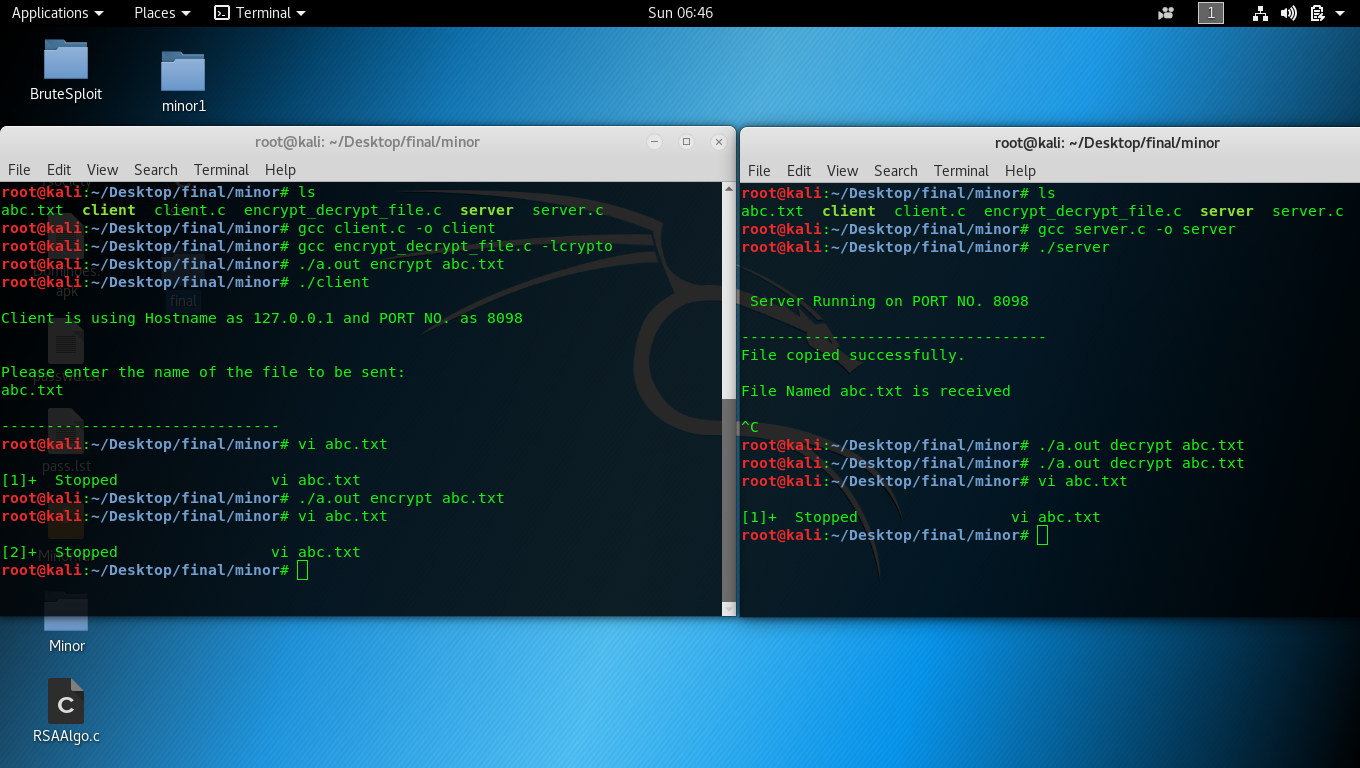 Applications Places Terminal Sun 06:46 1
BruteSploit
minor1
root@kali: ~/Desktop/final/minor
File Edit View Search Terminal Help
root@kali:~/Desktop/final/minor# ls
abc.txt client client.c encrypt_decrypt_file.c server server.c
root@kali:~/Desktop/final/minor# gcc client.c -o client
root@kali:~/Desktop/final/minor# gcc encrypt_decrypt_file.c -lcrypto
root@kali:~/Desktop/final/minor# ./a.out encrypt abc.txt
root@kali:~/Desktop/final/minor# ./client
Client is using Hostname as 127.0.0.1 and PORT NO. as 8098
Please enter the name of the file to be sent:
abc.txt
-------------------------------
root@kali:~/Desktop/final/minor# vi abc.txt
[1]+  Stopped                 vi abc.txt
root@kali:~/Desktop/final/minor# ./a.out encrypt abc.txt
root@kali:~/Desktop/final/minor# vi abc.txt
[2]+  Stopped                 vi abc.txt
root@kali:~/Desktop/final/minor#
apk
final
pass.lst
root@kali: ~/Desktop/final/minor
File Edit View Search Terminal Help
root@kali:~/Desktop/final/minor# ls
abc.txt client client.c encrypt_decrypt_file.c server server.c
root@kali:~/Desktop/final/minor# gcc server.c -o server
root@kali:~/Desktop/final/minor# ./server
Server Running on PORT NO. 8098
----------------------------------
File copied successfully.
File Named abc.txt is received
^C
root@kali:~/Desktop/final/minor# ./a.out decrypt abc.txt
root@kali:~/Desktop/final/minor# ./a.out decrypt abc.txt
root@kali:~/Desktop/final/minor# vi abc.txt
[1]+  Stopped                 vi abc.txt
root@kali:~/Desktop/final/minor#
Minor
C
RSAAlgo.c